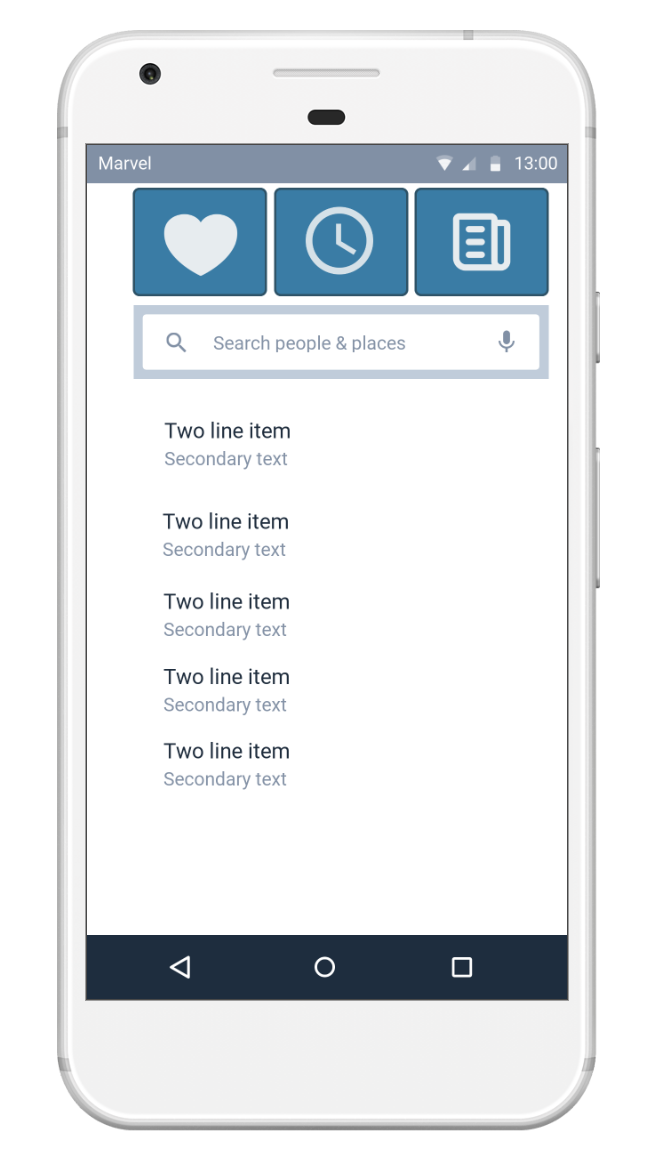 Marvel
13:00
Search people & places
Two line item
Secondary text
Two line item
Secondary text
Two line item
Secondary text
Two line item
Secondary text
Two line item
Secondary text